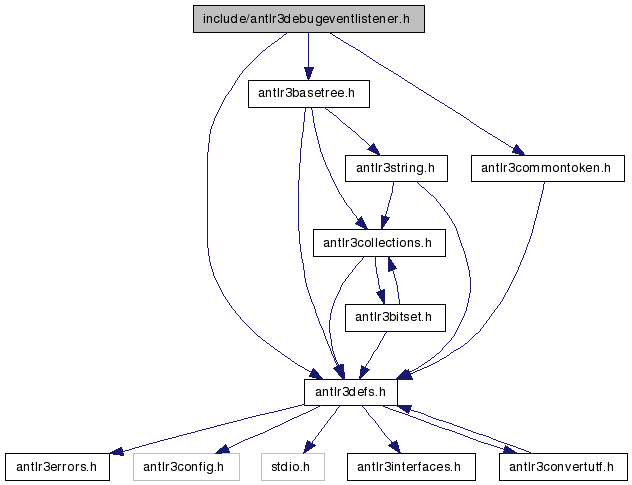 include/antlr3debugeventlistener.h
antlr3basetree.h
antlr3string.h
antlr3commontoken.h
antlr3collections.h
antlr3bitset.h
antlr3defs.h
antlr3errors.h
antlr3config.h
stdio.h
antlr3interfaces.h
antlr3convertutf.h